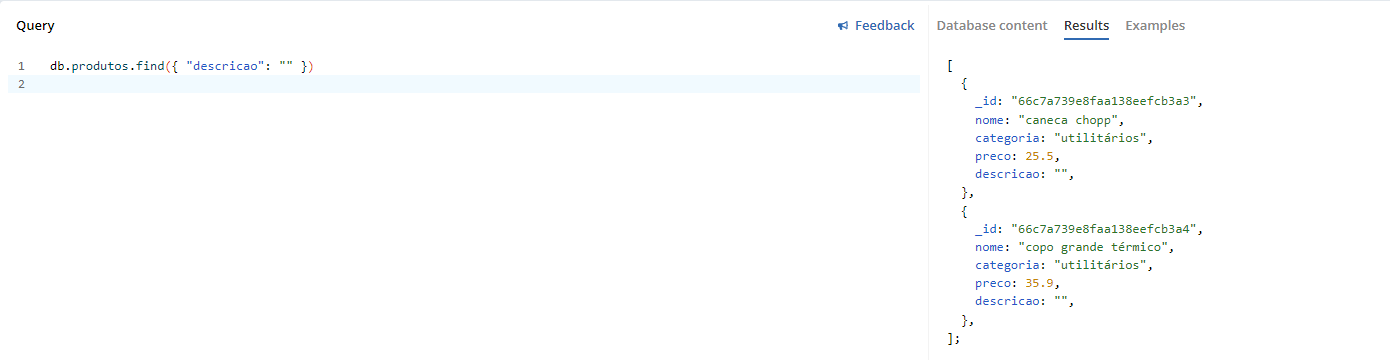 Query
Feedback
Database content Results Examples
1 db.produtos.find({ "descricao": "" })
2
[
{
_id: "66c7a739e8faa138eefcb3a3",
nome: "caneca chopp",
categoria: "utilitários",
preco: 25.5,
descricao: "",
},
{
_id: "66c7a739e8faa138eefcb3a4",
nome: "copo grande térmico",
categoria: "utilitários",
preco: 35.9,
descricao: "",
},
];